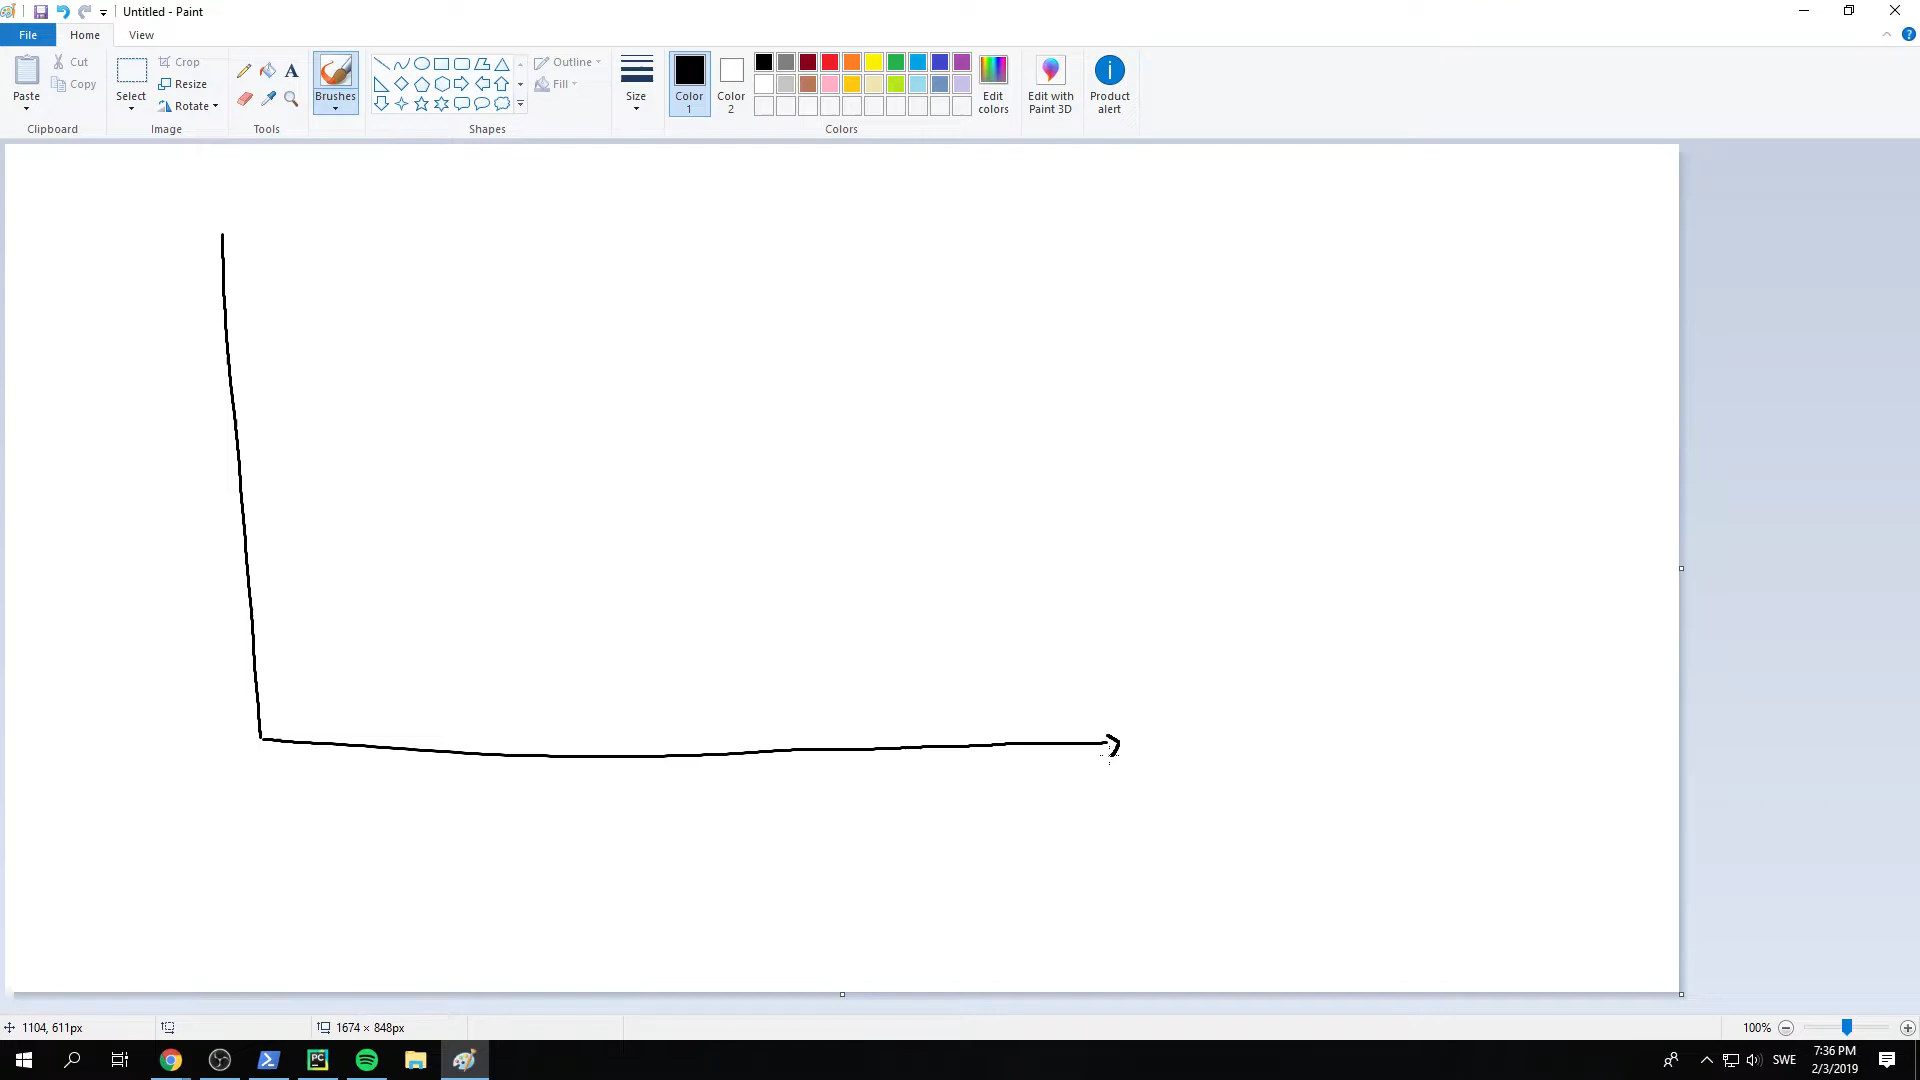 Untitled - Paint
File Home View
Paste
Cut
Copy
Clipboard
Select
Crop
Resize
Rotate
Image
A
Tools
Brushes
Outline
Fill
Shapes
Size
Color 1
Color 2
Edit colors
Colors
Edit with Paint 3D
Product alert
1104, 611px
1674 × 848px
100%
PC
SWE
7:36 PM
2/3/2019